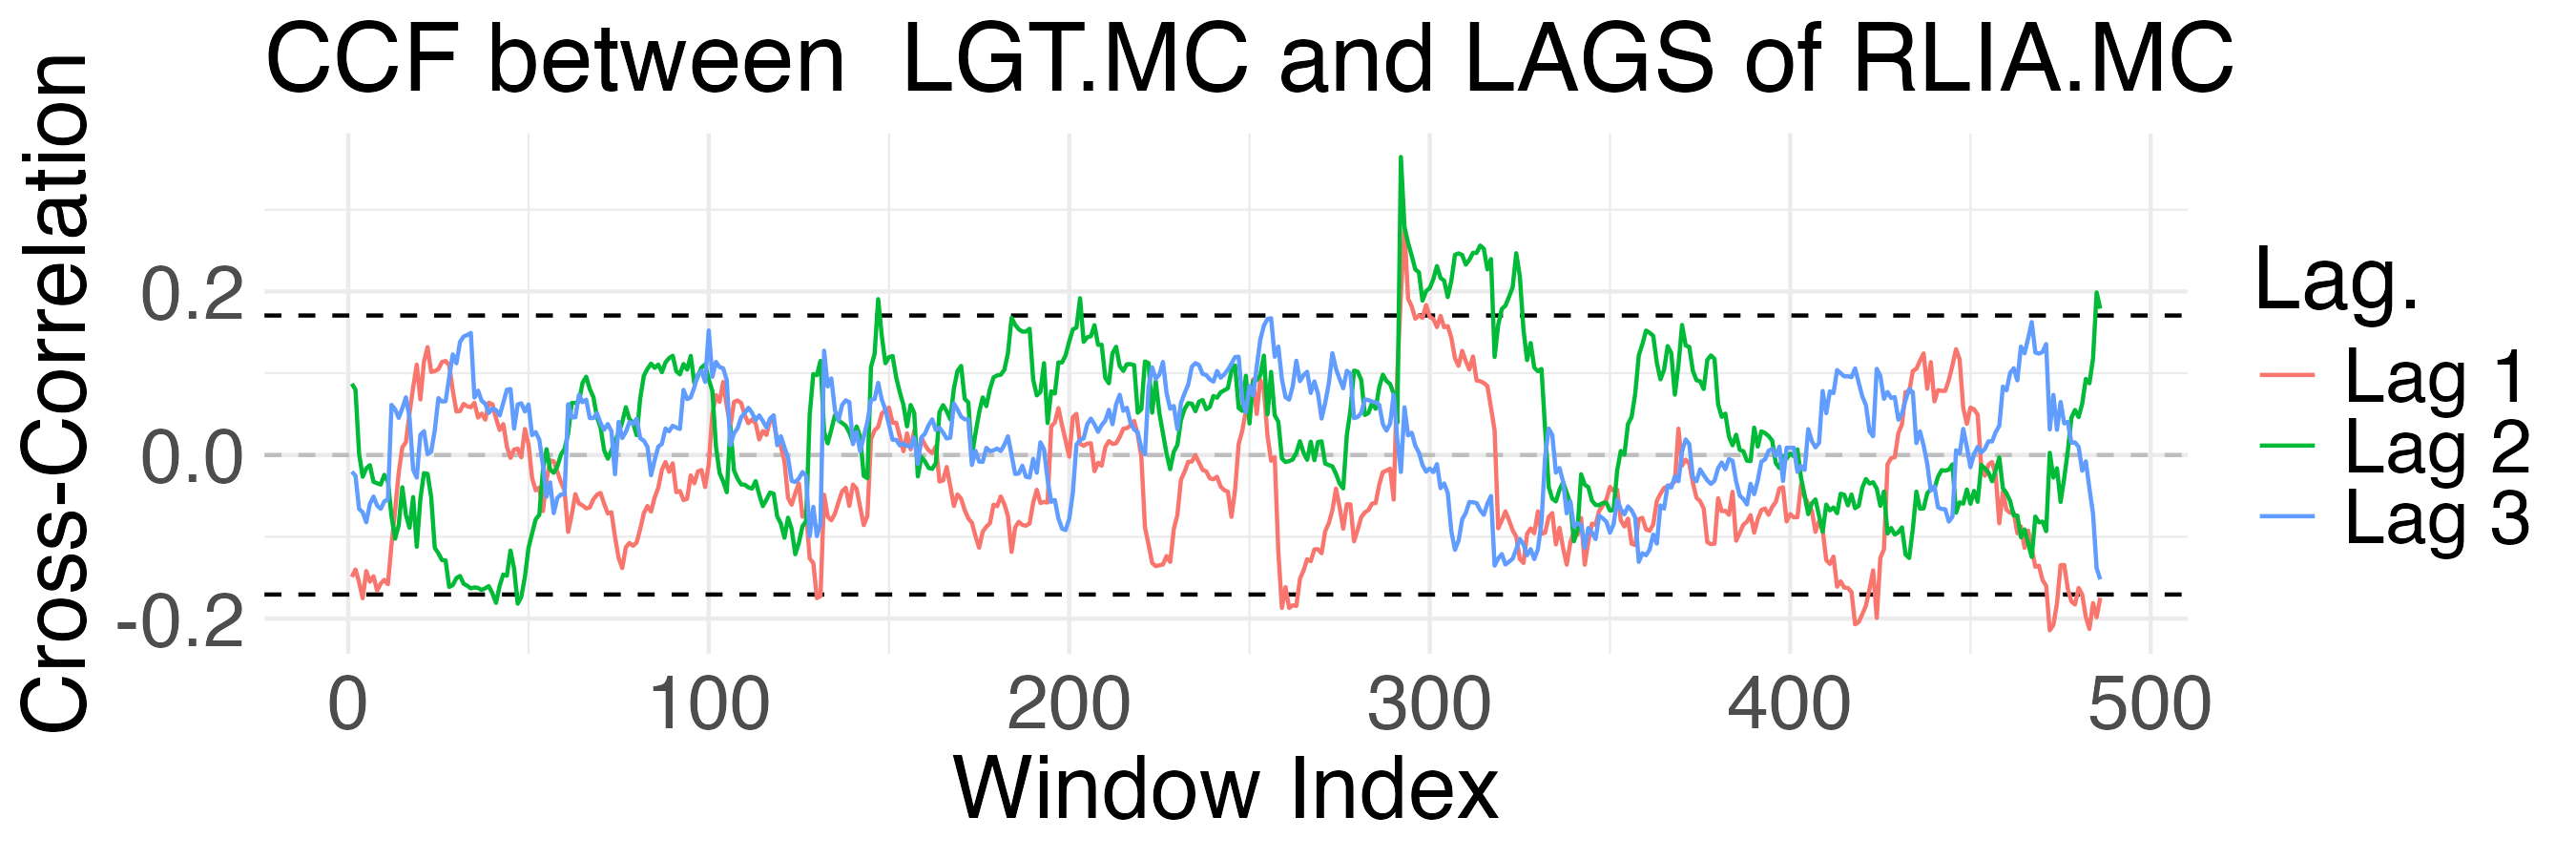 CCF between  LGT.MC and LAGS of RLIA.MC
Cross-Correlation
0.2
0.0
-0.2
0 100 200 300 400 500
Window Index
Lag.
Lag 1
Lag 2
Lag 3